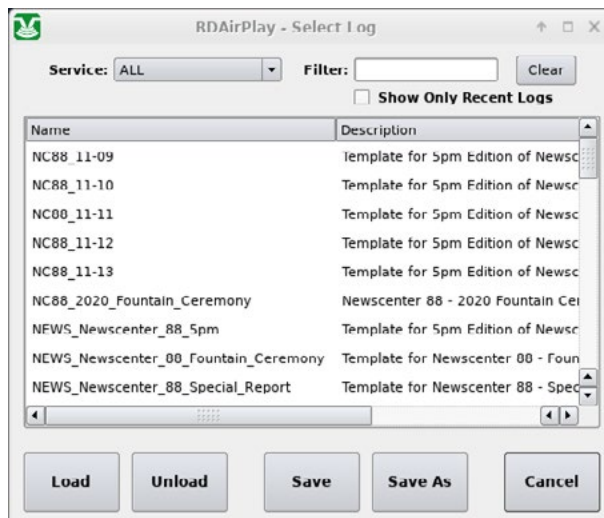 RDAirPlay - Select Log
Service: ALL Filter: Clear
Show Only Recent Logs
Name Description
NC88_11-09 Template for 5pm Edition of Newsc
NC88_11-10 Template for 5pm Edition of Newsc
NC88_11-11 Template for 5pm Edition of Newsc
NC88_11-12 Template for 5pm Edition of Newsc
NC88_11-13 Template for 5pm Edition of Newsc
NC88_2020_Fountain_Ceremony Newscenter 88 - 2020 Fountain Cer
NEWS_Newscenter_88_5pm Template for 5pm Edition of Newsc
NEWS_Newscenter_88_Fountain_Ceremony Template for Newscenter 88 - Foun
NEWS_Newscenter_88_Special_Report Template for Newscenter 88 - Spec
Load Unload Save Save As Cancel